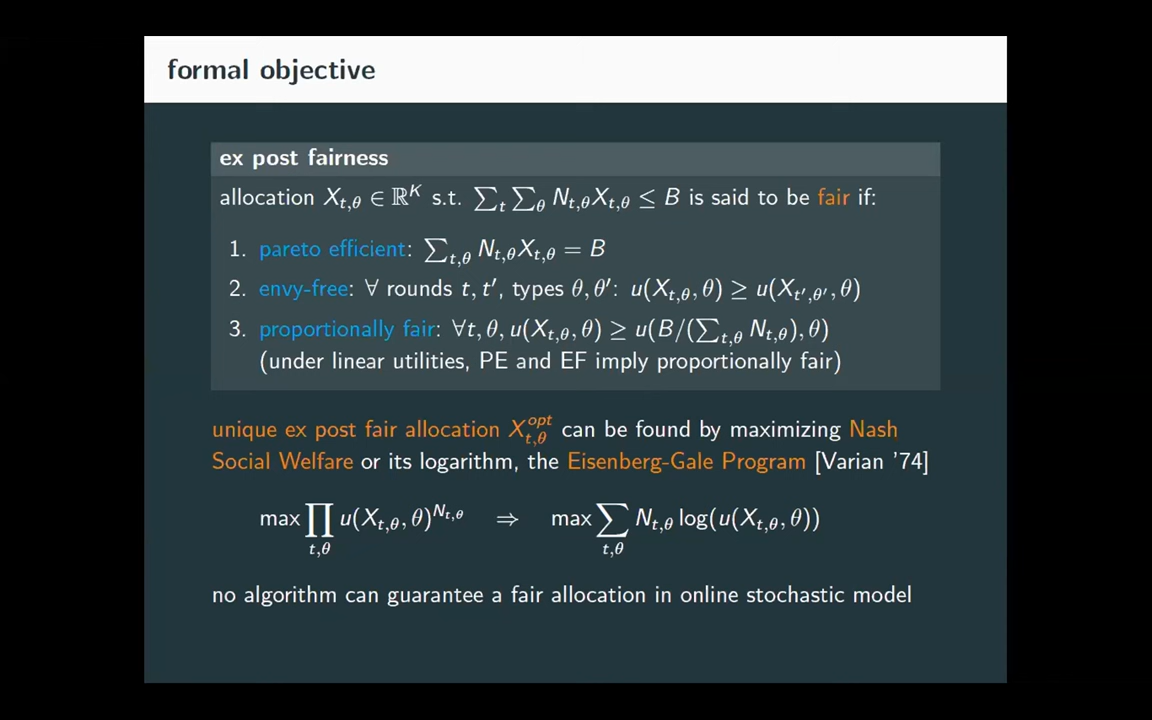 formal objective
ex post fairness
allocation X_{t,θ} ∈ ℝ^K s.t. ∑_t ∑_θ N_{t,θ}X_{t,θ} ≤ B is said to be fair if:
1. pareto efficient: ∑_{t,θ} N_{t,θ}X_{t,θ} = B
2. envy-free: ∀ rounds t, t′, types θ, θ′: u(X_{t,θ}, θ) ≥ u(X_{t′,θ′}, θ)
3. proportionally fair: ∀t, θ, u(X_{t,θ}, θ) ≥ u(B/(∑_{t,θ} N_{t,θ}), θ)
(under linear utilities, PE and EF imply proportionally fair)
unique ex post fair allocation X^{opt}_{t,θ} can be found by maximizing Nash
Social Welfare or its logarithm, the Eisenberg-Gale Program [Varian '74]
max ∏_{t,θ} u(X_{t,θ}, θ)^{N_{t,θ}} ⇒ max ∑_{t,θ} N_{t,θ} log(u(X_{t,θ}, θ))
no algorithm can guarantee a fair allocation in online stochastic model